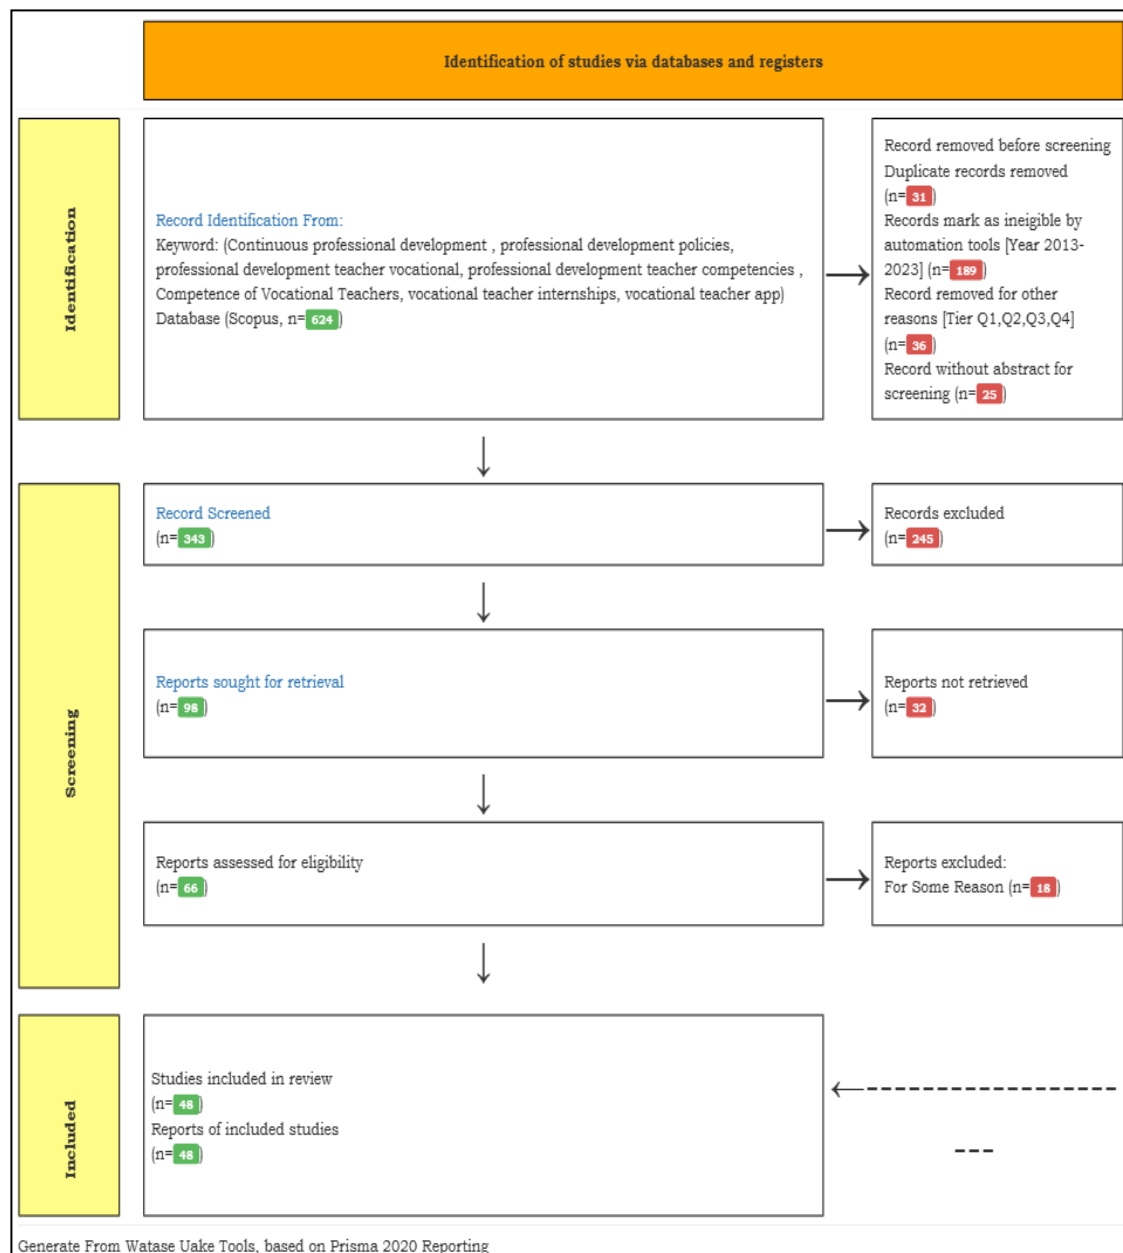 Identification of studies via databases and registers
Identification
Record Identification From:
Keyword: (Continuous professional development , professional development policies,
professional development teacher vocational, professional development teacher competencies ,
Competence of Vocational Teachers, vocational teacher internships, vocational teacher app)
Database (Scopus, n= 624 )
Record removed before screening
Duplicate records removed
(n= 31 )
Records mark as ineigible by
automation tools [Year 2013-
2023] (n= 189 )
Record removed for other
reasons [Tier Q1,Q2,Q3,Q4]
(n= 36 )
Record without abstract for
screening (n= 25 )
Screening
Record Screened
(n= 343 )
Records excluded
(n= 245 )
Reports sought for retrieval
(n= 98 )
Reports not retrieved
(n= 32 )
Reports assessed for eligibility
(n= 66 )
Reports excluded:
For Some Reason (n= 18 )
Included
Studies included in review
(n= 48 )
Reports of included studies
(n= 48 )
Generate From Watase Uake Tools, based on Prisma 2020 Reporting